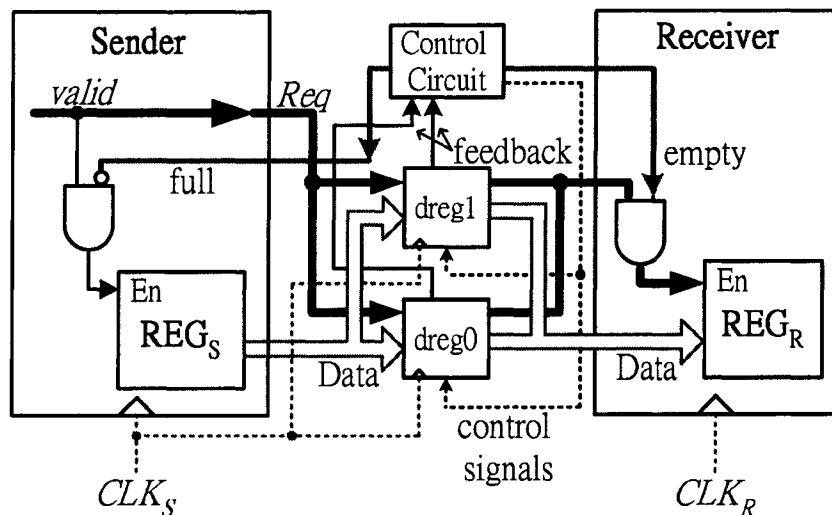 Sender
Control
Circuit
Receiver
valid
Req
full
feedback
empty
dreg1
En
REG_S
En
REG_R
dreg0
Data
Data
control
signals
CLK_S
CLK_R